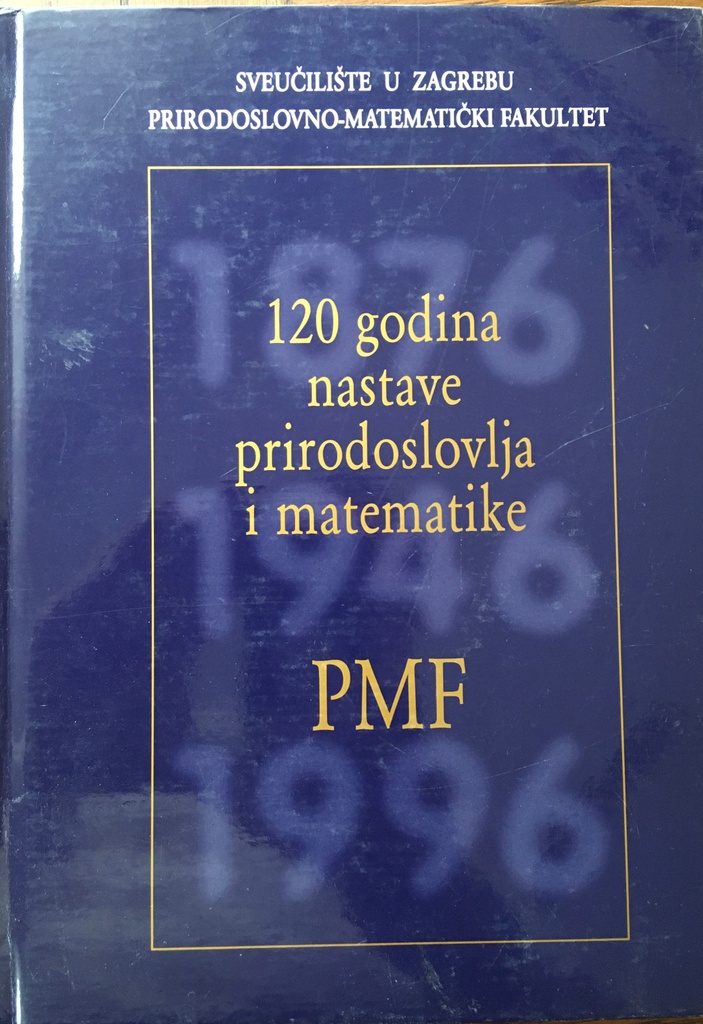 SVEUČILIŠTE U ZAGREBU
PRIRODOSLOVNO-MATEMATIČKI FAKULTET
1876
120 godina
nastave
prirodoslovlja
i matematike
1946
PMF
1996